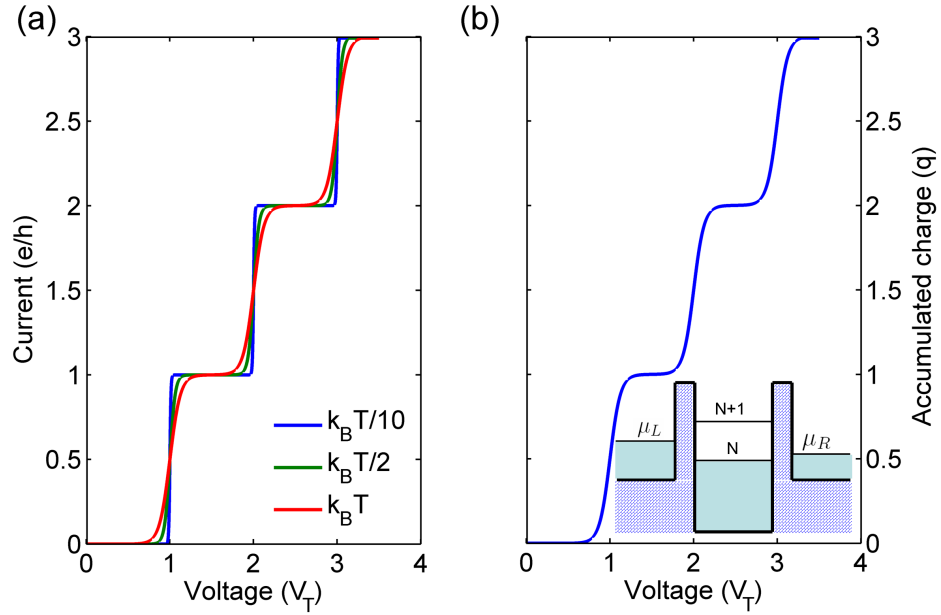 (a)
3
2.5
2
1.5
1
0.5
0
Current (e/h)
k_BT/10
k_BT/2
k_BT
0 1 2 3 4
Voltage (V_T)
(b)
3
2.5
2
1.5
1
0.5
0
Accumulated charge (q)
N+1
μ_L
N
μ_R
0 1 2 3 4
Voltage (V_T)